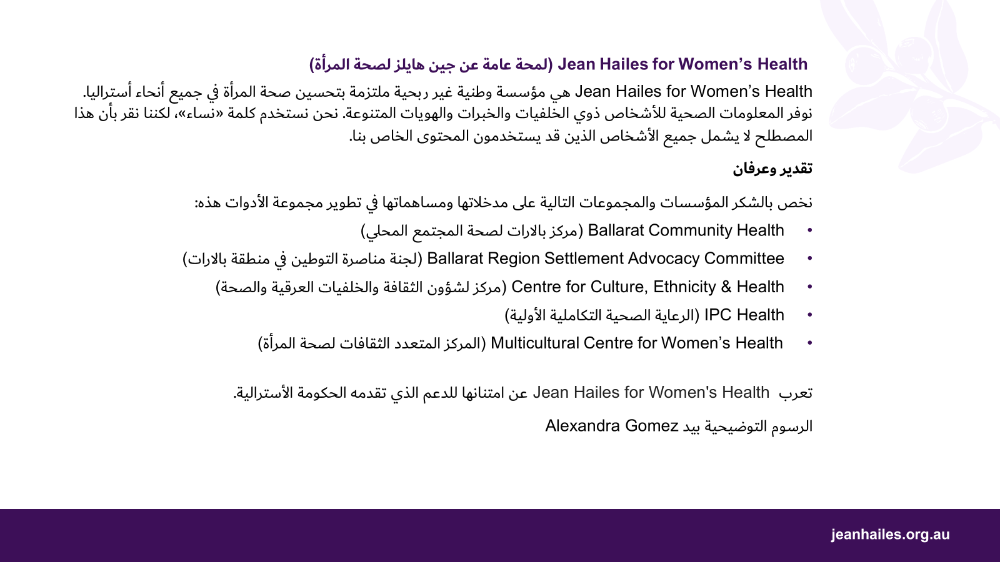 Jean Hailes for Women’s Health (لمحة عامة عن جين هايلز لصحة المرأة)
Jean Hailes for Women’s Health هي مؤسسة وطنية غير ربحية ملتزمة بتحسين صحة المرأة في جميع أنحاء أستراليا.
نوفر المعلومات الصحية للأشخاص ذوي الخلفيات والخبرات والهويات المتنوعة. نحن نستخدم كلمة «نساء»، لكننا نقر بأن هذا
المصطلح لا يشمل جميع الأشخاص الذين قد يستخدمون المحتوى الخاص بنا.
تقدير وعرفان
نخص بالشكر المؤسسات والمجموعات التالية على مدخلاتها ومساهماتها في تطوير مجموعة الأدوات هذه:
• Ballarat Community Health (مركز بالارات لصحة المجتمع المحلي)
• Ballarat Region Settlement Advocacy Committee (لجنة مناصرة التوطين في منطقة بالارات)
• Centre for Culture, Ethnicity & Health (مركز لشؤون الثقافة والخلفيات العرقية والصحة)
• IPC Health (الرعاية الصحية التكاملية الأولية)
• Multicultural Centre for Women’s Health (المركز المتعدد الثقافات لصحة المرأة)
تعرب Jean Hailes for Women's Health عن امتنانها للدعم الذي تقدمه الحكومة الأسترالية.
الرسوم التوضيحية بيد Alexandra Gomez
jeanhailes.org.au